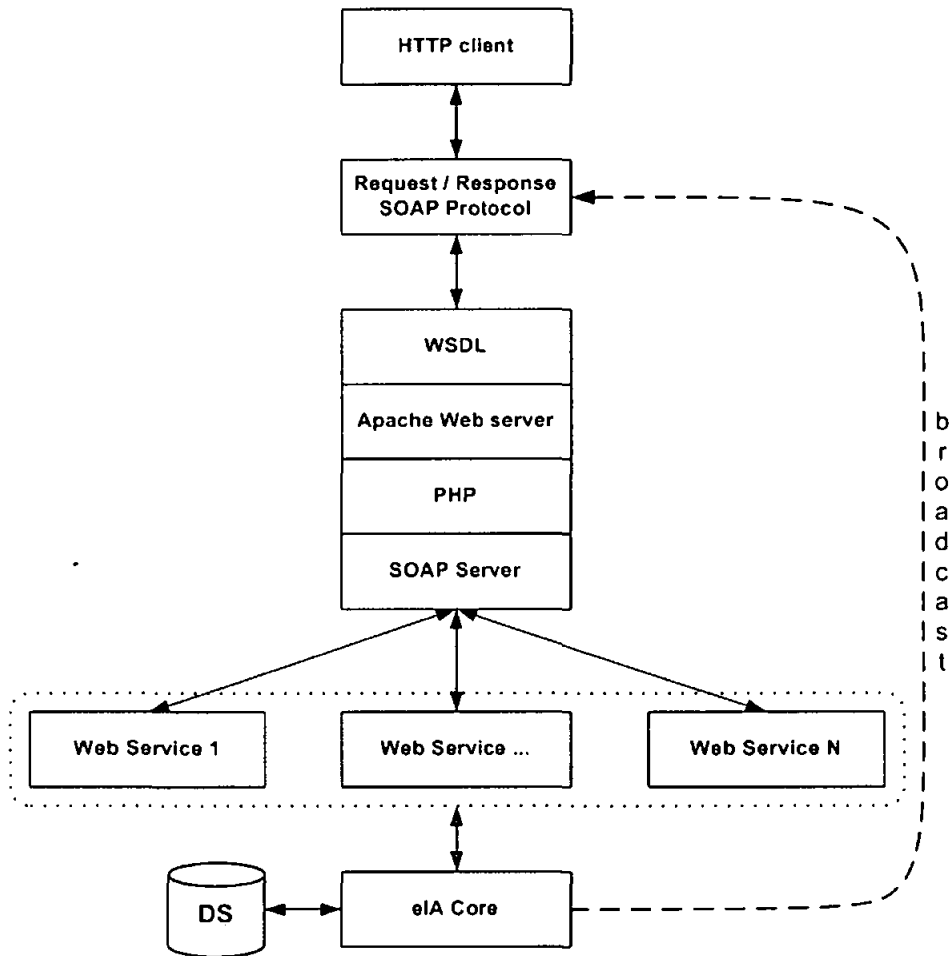 HTTP client
Request / Response
SOAP Protocol
WSDL
Apache Web server
PHP
SOAP Server
broadcast
Web Service 1
Web Service ...
Web Service N
DS
eIA Core